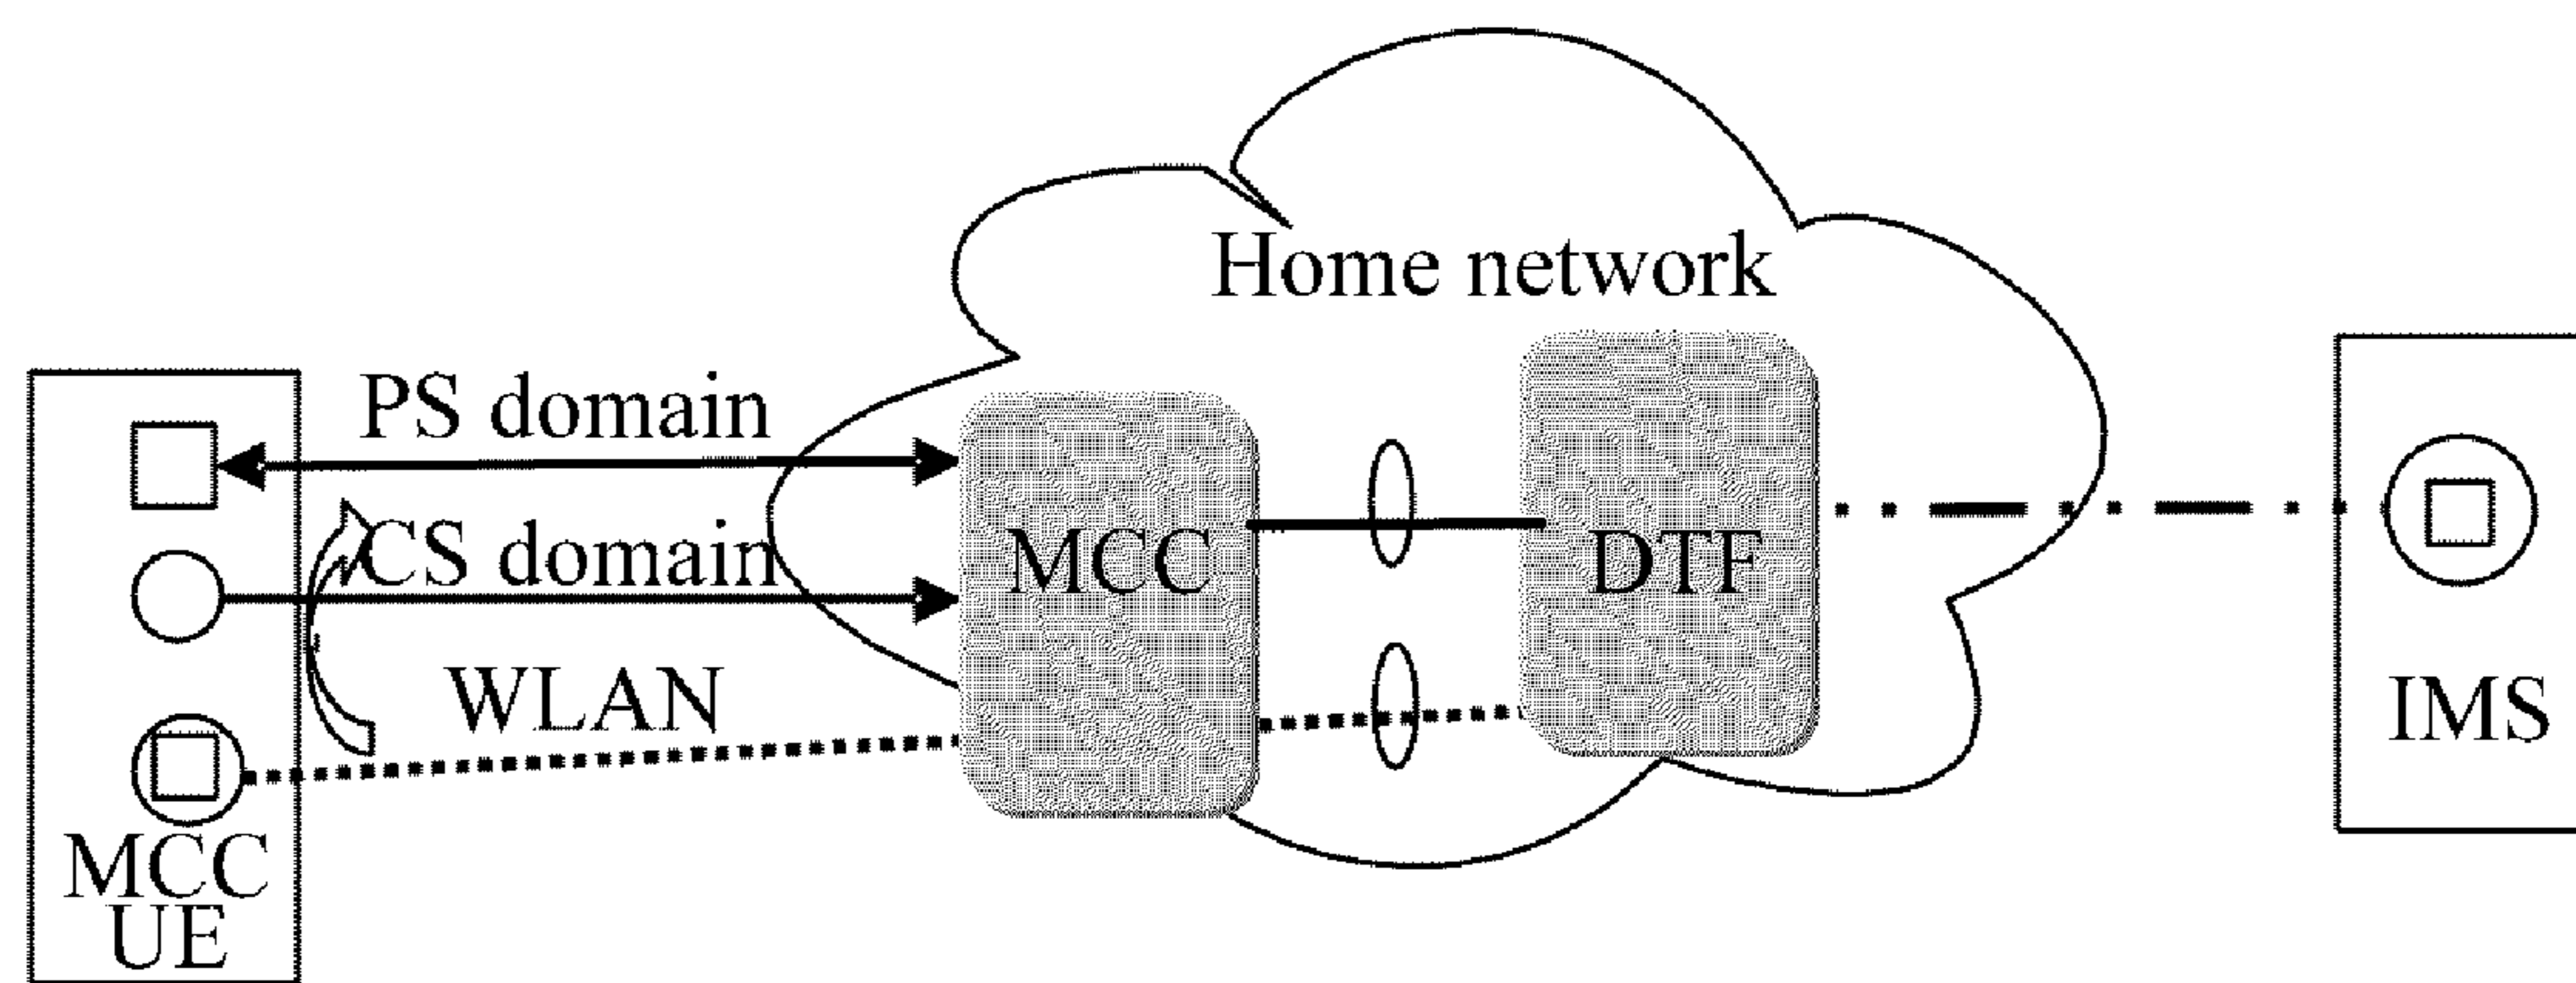 Home network
PS domain
CS domain
MCC
DTF
WLAN
IMS
MCC
UE